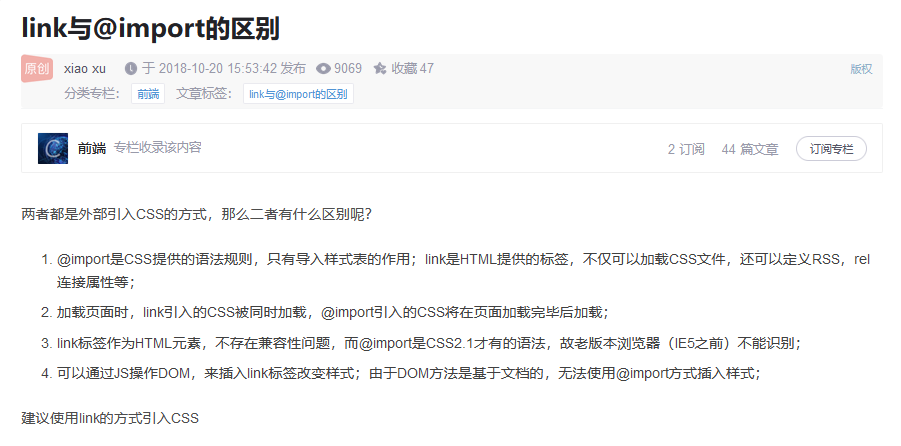 link与@import的区别
原创 xiao xu 于 2018-10-20 15:53:42 发布 9069 收藏 47 版权
分类专栏： 前端 文章标签： link与@import的区别
前端 专栏收录该内容 2 订阅 44 篇文章 订阅专栏
两者都是外部引入CSS的方式，那么二者有什么区别呢？
1. @import是CSS提供的语法规则，只有导入样式表的作用；link是HTML提供的标签，不仅可以加载CSS文件，还可以定义RSS，rel
连接属性等；
2. 加载页面时，link引入的CSS被同时加载，@import引入的CSS将在页面加载完毕后加载；
3. link标签作为HTML元素，不存在兼容性问题，而@import是CSS2.1才有的语法，故老版本浏览器（IE5之前）不能识别；
4. 可以通过JS操作DOM，来插入link标签改变样式；由于DOM方法是基于文档的，无法使用@import方式插入样式；
建议使用link的方式引入CSS